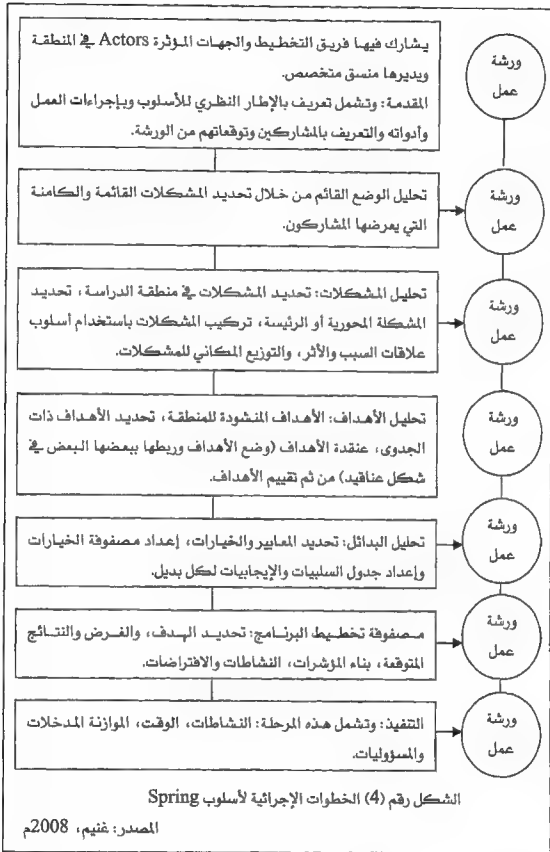 يشارك فيها فريق التخطيط والجهات المؤثرة Actors في المنطقة
ويديرها منسق متخصص.
المقدمة: وتشمل تعريف بالإطار النظري للأسلوب وبإجراءات العمل
وأدواته والتعريف بالمشاركين وتوقعاتهم من الورشة.
ورشة
عمل
تحليل الوضع القائم من خلال تحديد المشكلات القائمة والكامنة
التي يعرضها المشاركون.
ورشة
عمل
تحليل المشكلات: تحديد المشكلات في منطقة الدراسة، تحديد
المشكلة المحورية أو الرئيسة، تركيب المشكلات باستخدام أسلوب
علاقات السبب والأثر، والتوزيع المكاني للمشكلات.
ورشة
عمل
تحليل الأهداف: الأهداف المنشودة للمنطقة، تحديد الأهداف ذات
الجدوى، عنقدة الأهداف (وضع الأهداف وربطها ببعضها البعض في
شكل عناقيد) من ثم تقييم الأهداف.
ورشة
عمل
تحليل البدائل: تحديد المعايير والخيارات، إعداد مصفوفة الخيارات
وإعداد جدول السلبيات والإيجابيات لكل بديل.
ورشة
عمل
مصفوفة تخطيط البرنامج: تحديد الهدف، والغرض والنتائج
المتوقعة، بناء المؤشرات، النشاطات والافتراضات.
ورشة
عمل
التنفيذ: وتشمل هذه المرحلة: النشاطات، الوقت، الموازنة المدخلات
والمسؤوليات.
ورشة
عمل
الشكل رقم (4) الخطوات الإجرائية لأسلوب Spring
المصدر: غنيم، 2008م